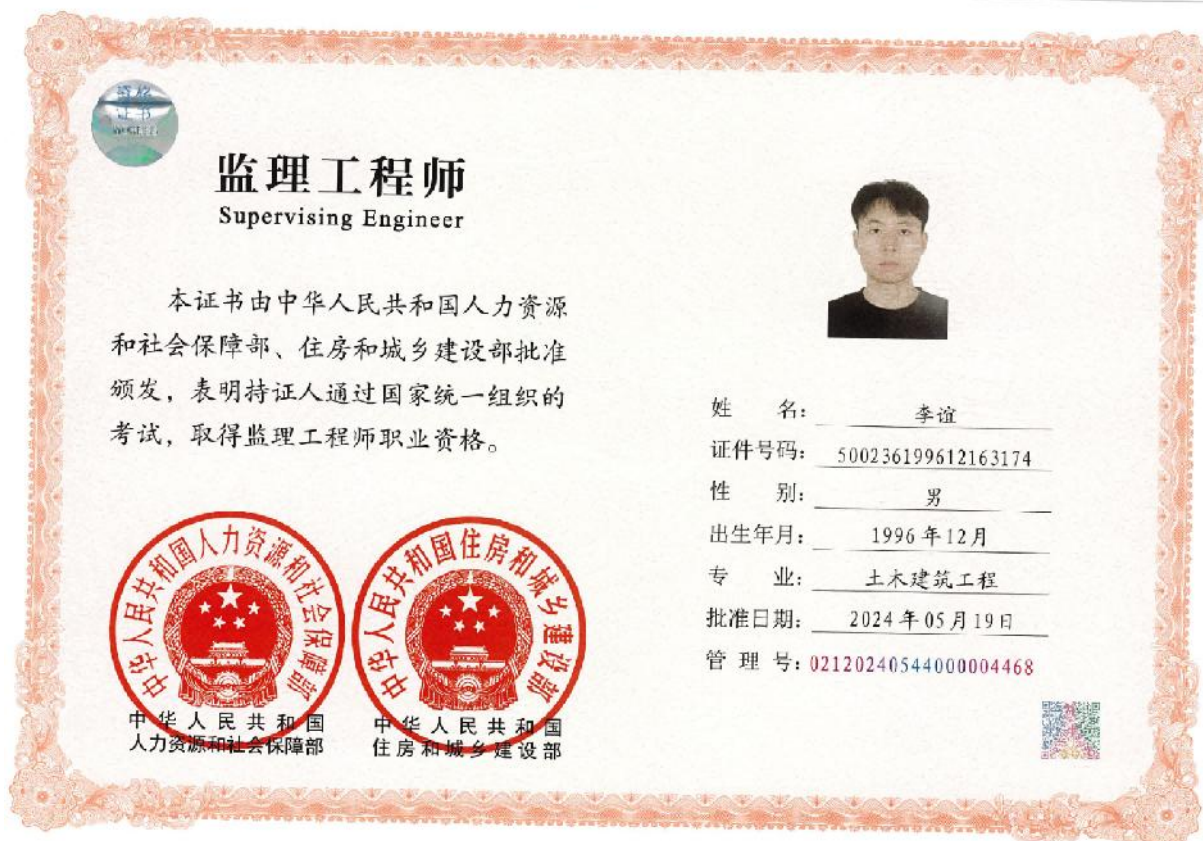 资格
证书
监理工程师
Supervising Engineer
本证书由中华人民共和国人力资源
和社会保障部、住房和城乡建设部批准
颁发，表明持证人通过国家统一组织的
考试，取得监理工程师职业资格。
中华人民共和国人力资源和社会保障部
中华人民共和国
人力资源和社会保障部
中华人民共和国住房和城乡建设部
中华人民共和国
住房和城乡建设部
姓 名：李谊
证件号码：500236199612163174
性 别：男
出生年月：1996年12月
专 业：土木建筑工程
批准日期：2024年05月19日
管 理 号：02120240544000004468